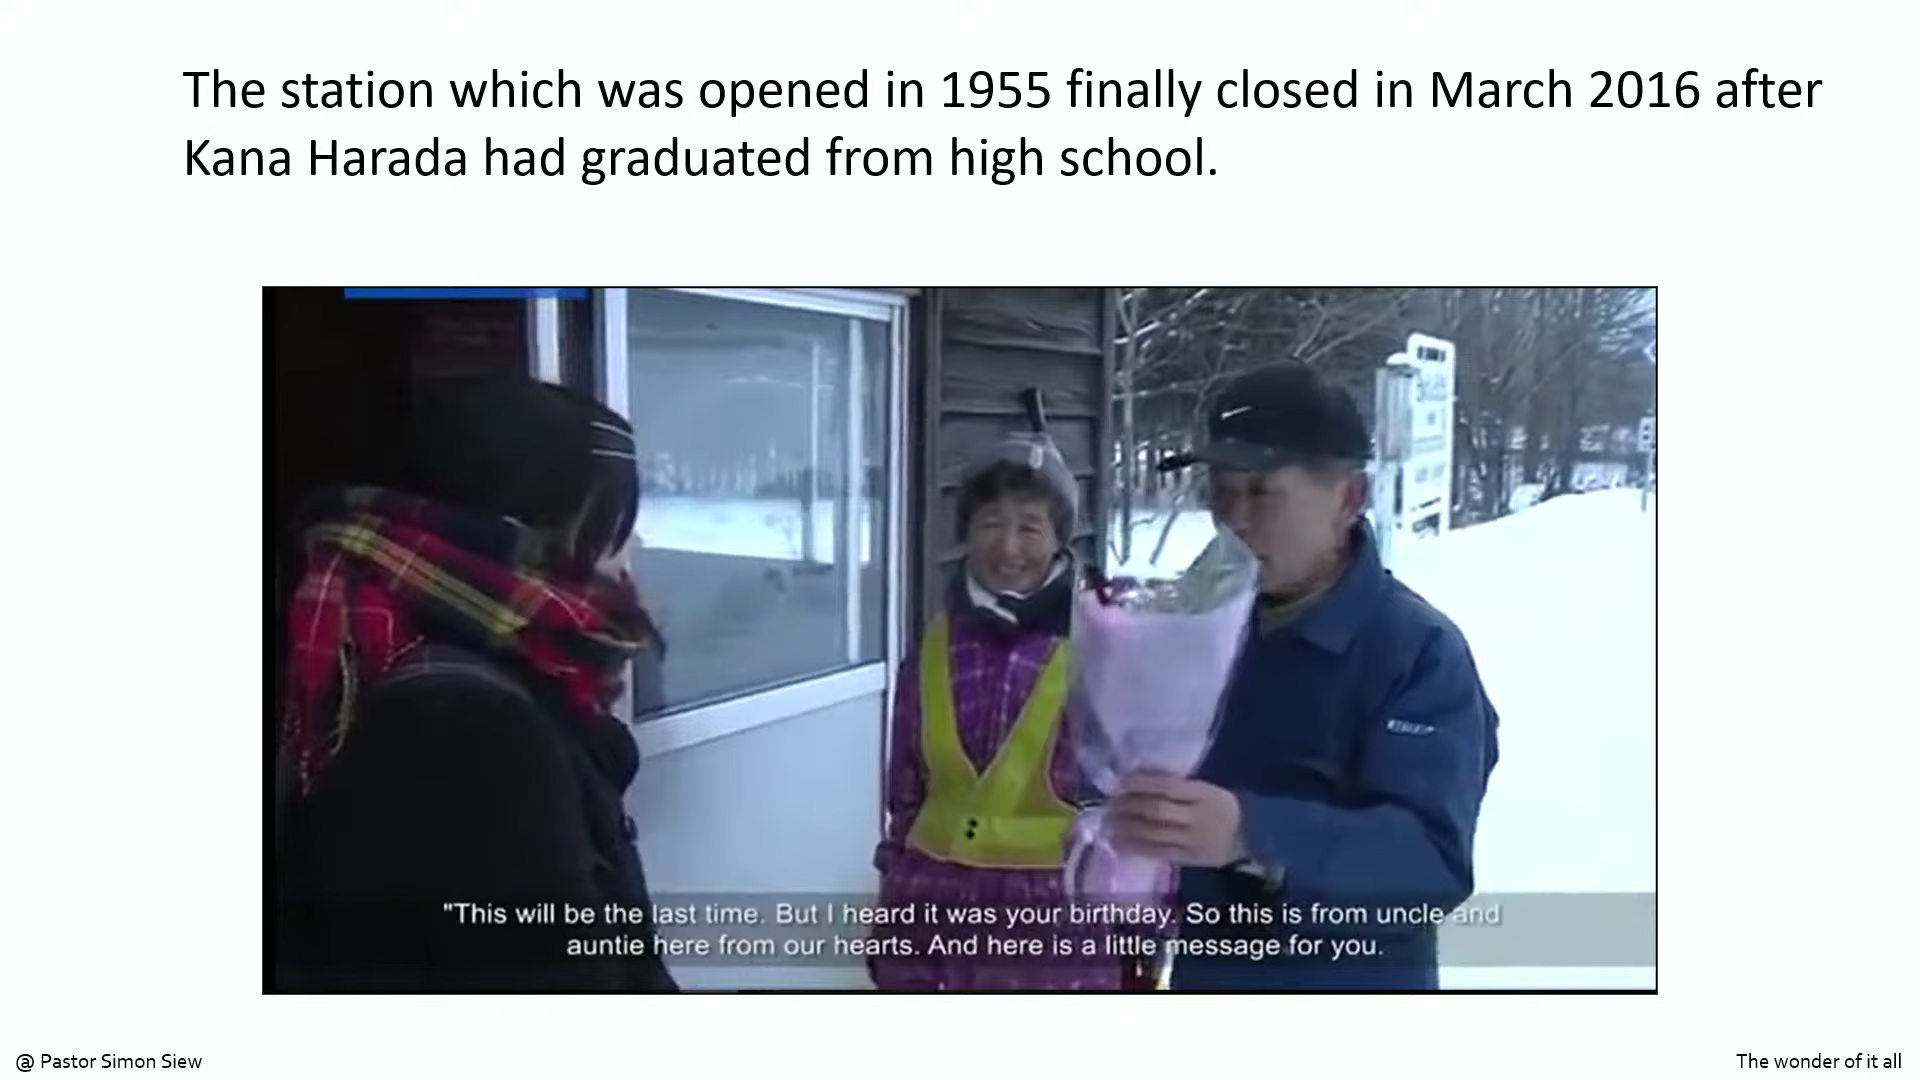 The station which was opened in 1955 finally closed in March 2016 after
Kana Harada had graduated from high school.
"This will be the last time. But I heard it was your birthday. So this is from uncle and
auntie here from our hearts. And here is a little message for you.
@ Pastor Simon Siew
The wonder of it all